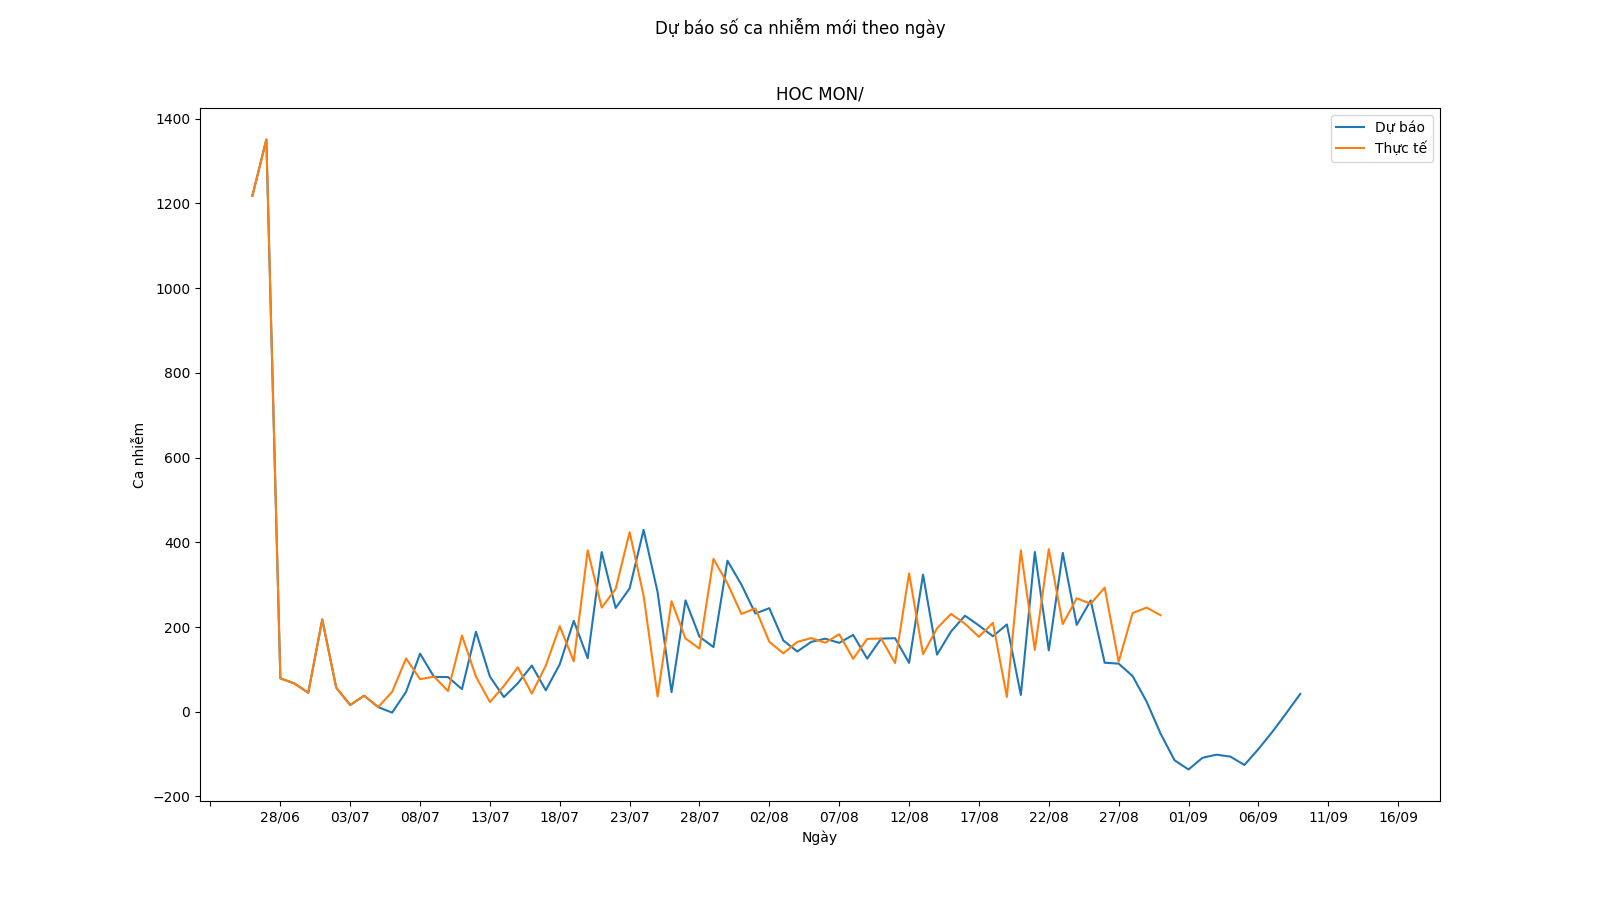 Dự báo số ca nhiễm mới theo ngày
HOC MON/
Dự báo
Thực tế
1400
1200
1000
800
600
400
200
0
−200
Ca nhiễm
28/06 03/07 08/07 13/07 18/07 23/07 28/07 02/08 07/08 12/08 17/08 22/08 27/08 01/09 06/09 11/09 16/09
Ngày